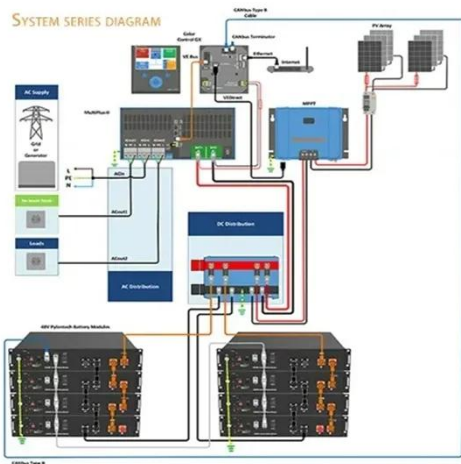 SYSTEM SERIES DIAGRAM
CANbus Type B
Cable
PV Array
Color
Control GX
CANbus Terminator
VE Bus
Ethernet
Internet
AC Supply
MultiPlus-II
VE Direct
MPPT
Grid
or
Generator
L
PE
N
ACin
ACout1
Loads
DC Distribution
ACout2
AC Distribution
48V Pylontech Battery Modules
CANbus Type B